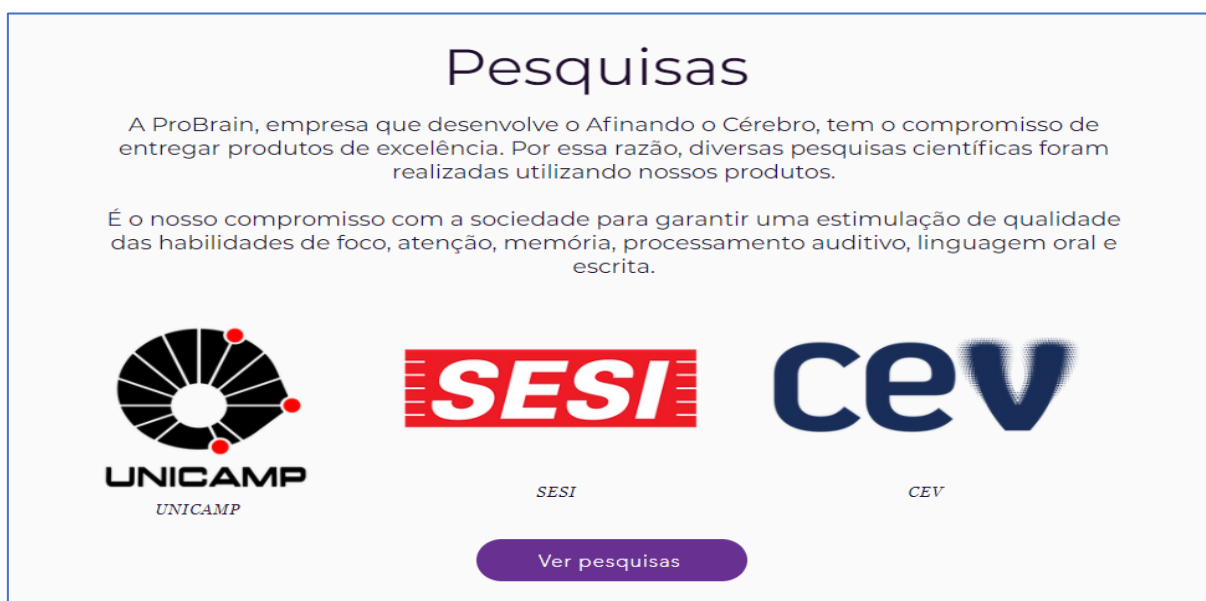 Pesquisas
A ProBrain, empresa que desenvolve o Afinando o Cérebro, tem o compromisso de
entregar produtos de excelência. Por essa razão, diversas pesquisas científicas foram
realizadas utilizando nossos produtos.
É o nosso compromisso com a sociedade para garantir uma estimulação de qualidade
das habilidades de foco, atenção, memória, processamento auditivo, linguagem oral e
escrita.
UNICAMP
SESI
cev
UNICAMP
SESI
CEV
Ver pesquisas